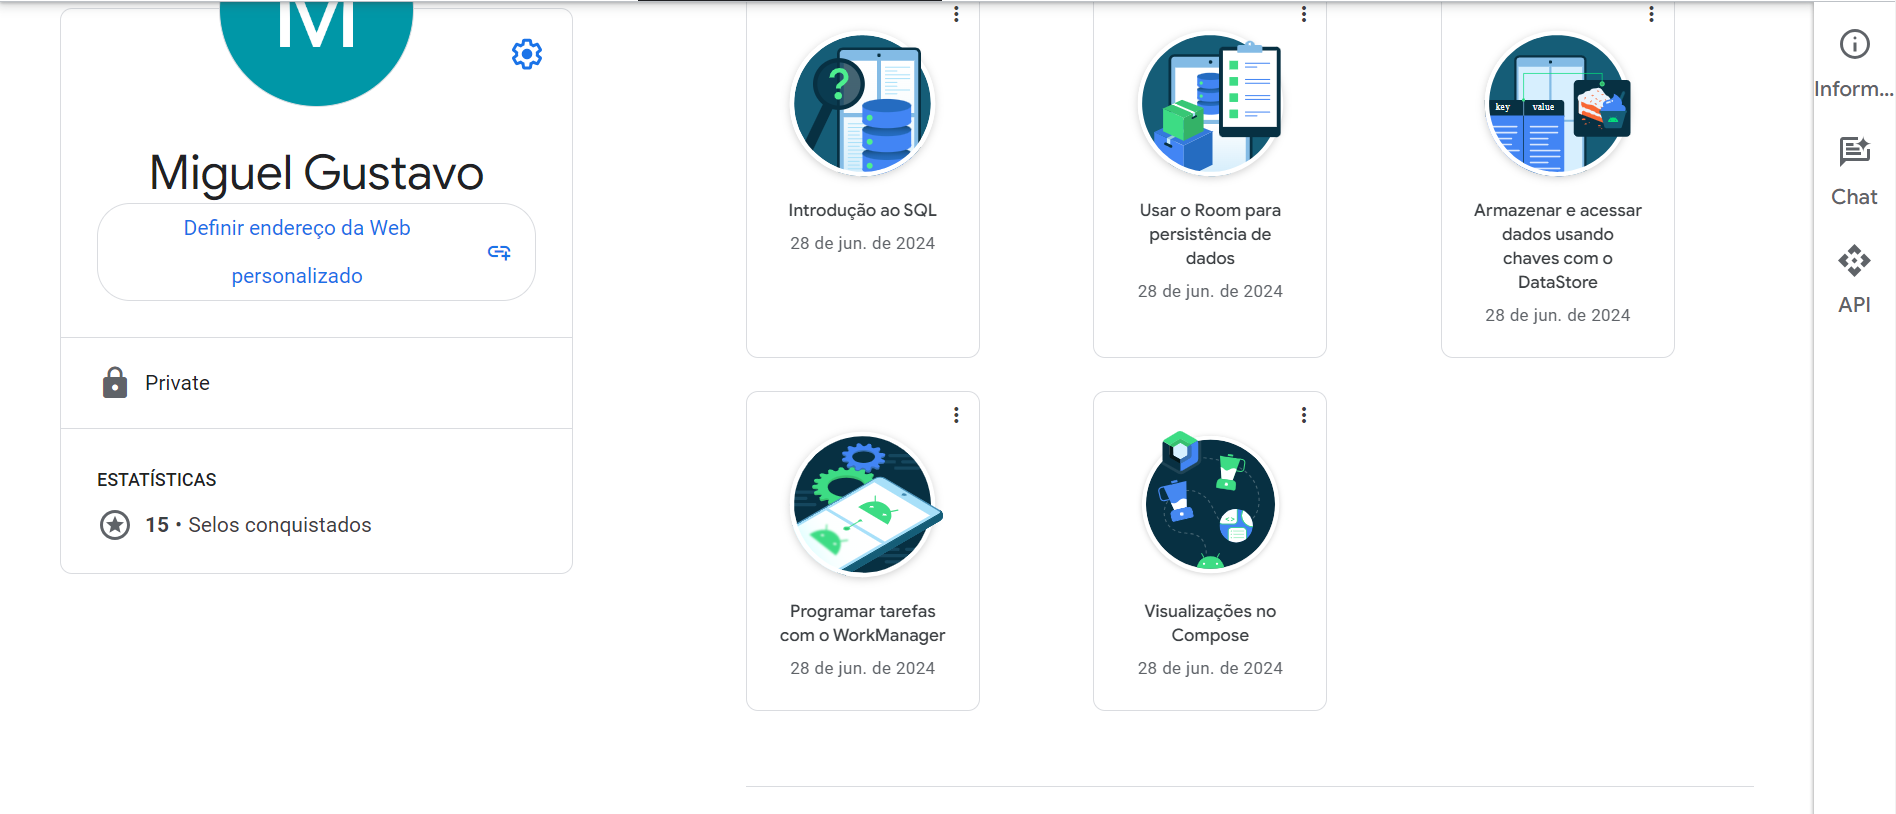 M
Miguel Gustavo
Definir endereço da Web
personalizado
Private
ESTATÍSTICAS
15 • Selos conquistados
Introdução ao SQL
28 de jun. de 2024
Usar o Room para
persistência de
dados
28 de jun. de 2024
key value
Armazenar e acessar
dados usando
chaves com o
DataStore
28 de jun. de 2024
Programar tarefas
com o WorkManager
28 de jun. de 2024
Visualizações no
Compose
28 de jun. de 2024
Inform...
Chat
API